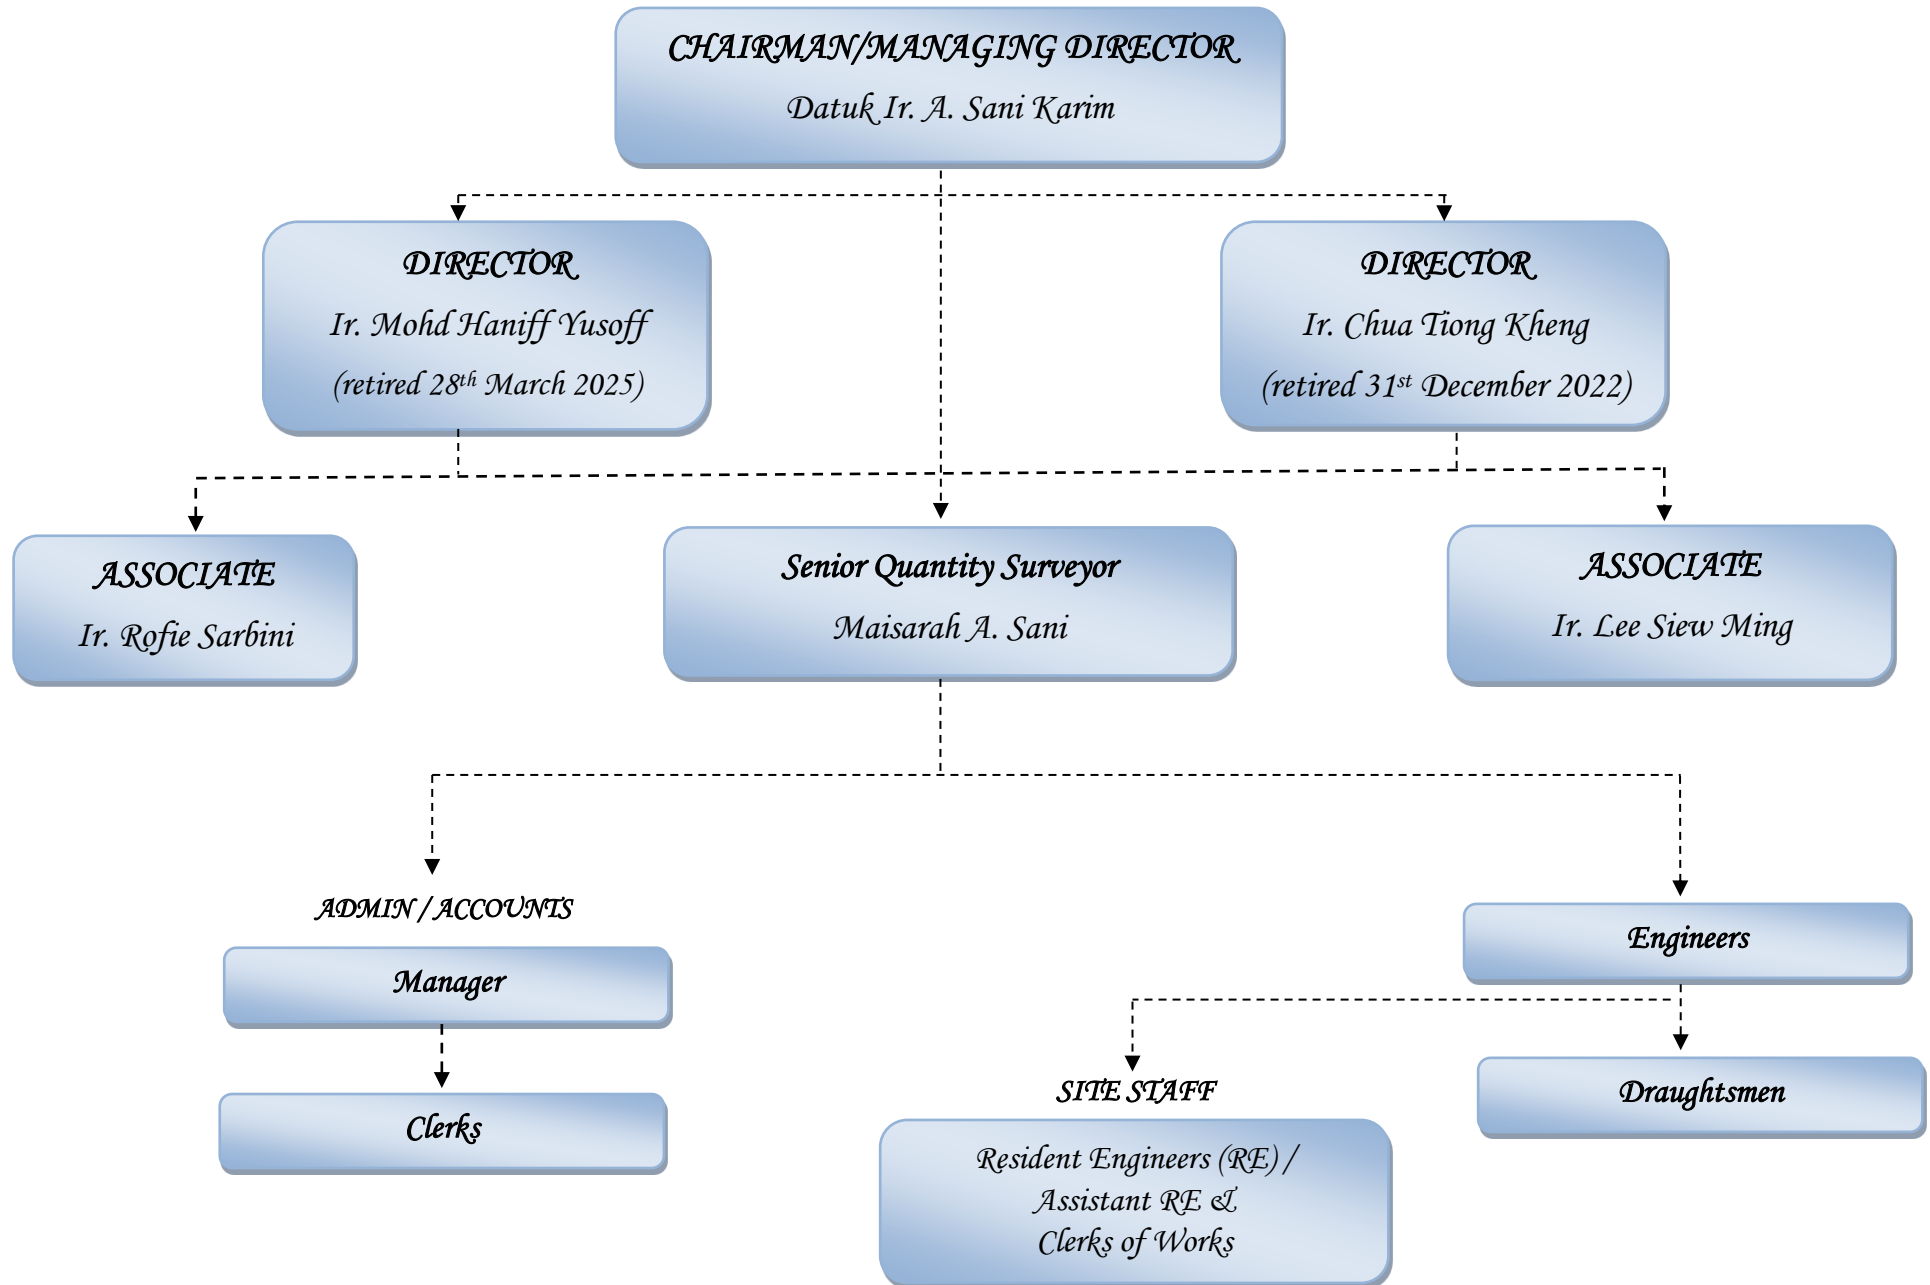 CHAIRMAN/MANAGING DIRECTOR
Datuk Ir. A. Sani Karim
DIRECTOR
Ir. Mohd Haniff Yusoff
(retired 28th March 2025)
DIRECTOR
Ir. Chua Tiong Kheng
(retired 31st December 2022)
ASSOCIATE
Ir. Rofie Sarbini
Senior Quantity Surveyor
Maisarah A. Sani
ASSOCIATE
Ir. Lee Siew Ming
ADMIN / ACCOUNTS
Manager
Clerks
Engineers
Draughtsmen
SITE STAFF
Resident Engineers (RE) /
Assistant RE &
Clerks of Works